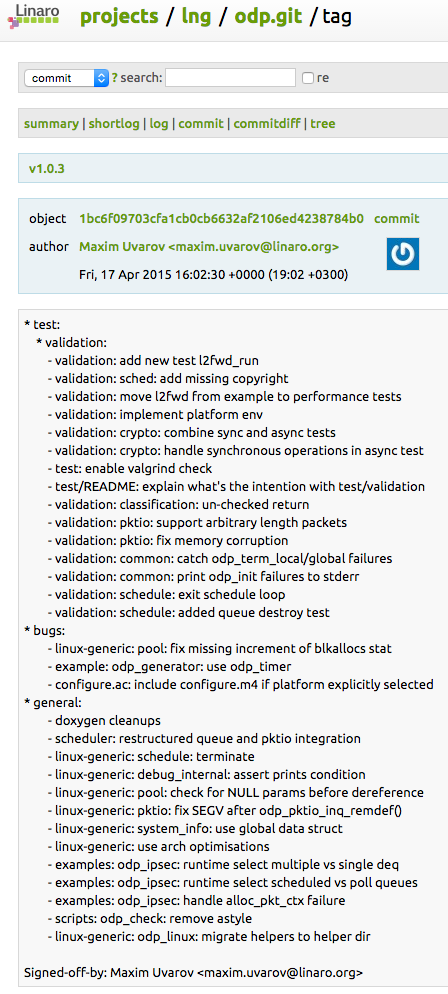 Linaro
projects / lng / odp.git / tag
commit ? search: re
summary | shortlog | log | commit | commitdiff | tree
v1.0.3
object 1bc6f09703cfa1cb0cb6632af2106ed4238784b0 commit
author Maxim Uvarov <maxim.uvarov@linaro.org>
Fri, 17 Apr 2015 16:02:30 +0000 (19:02 +0300)
* test:
* validation:
- validation: add new test l2fwd_run
- validation: sched: add missing copyright
- validation: move l2fwd from example to performance tests
- validation: implement platform env
- validation: crypto: combine sync and async tests
- validation: crypto: handle synchronous operations in async test
- test: enable valgrind check
- test/README: explain what's the intention with test/validation
- validation: classification: un-checked return
- validation: pktio: support arbitrary length packets
- validation: pktio: fix memory corruption
- validation: common: catch odp_term_local/global failures
- validation: common: print odp_init failures to stderr
- validation: schedule: exit schedule loop
- validation: schedule: added queue destroy test
* bugs:
- linux-generic: pool: fix missing increment of blkallocs stat
- example: odp_generator: use odp_timer
- configure.ac: include configure.m4 if platform explicitly selected
* general:
- doxygen cleanups
- scheduler: restructured queue and pktio integration
- linux-generic: schedule: terminate
- linux-generic: debug_internal: assert prints condition
- linux-generic: pool: check for NULL params before dereference
- linux-generic: pktio: fix SEGV after odp_pktio_inq_remdef()
- linux-generic: system_info: use global data struct
- linux-generic: use arch optimisations
- examples: odp_ipsec: runtime select multiple vs single deq
- examples: odp_ipsec: runtime select scheduled vs poll queues
- examples: odp_ipsec: handle alloc_pkt_ctx failure
- scripts: odp_check: remove astyle
- linux-generic: odp_linux: migrate helpers to helper dir
Signed-off-by: Maxim Uvarov <maxim.uvarov@linaro.org>